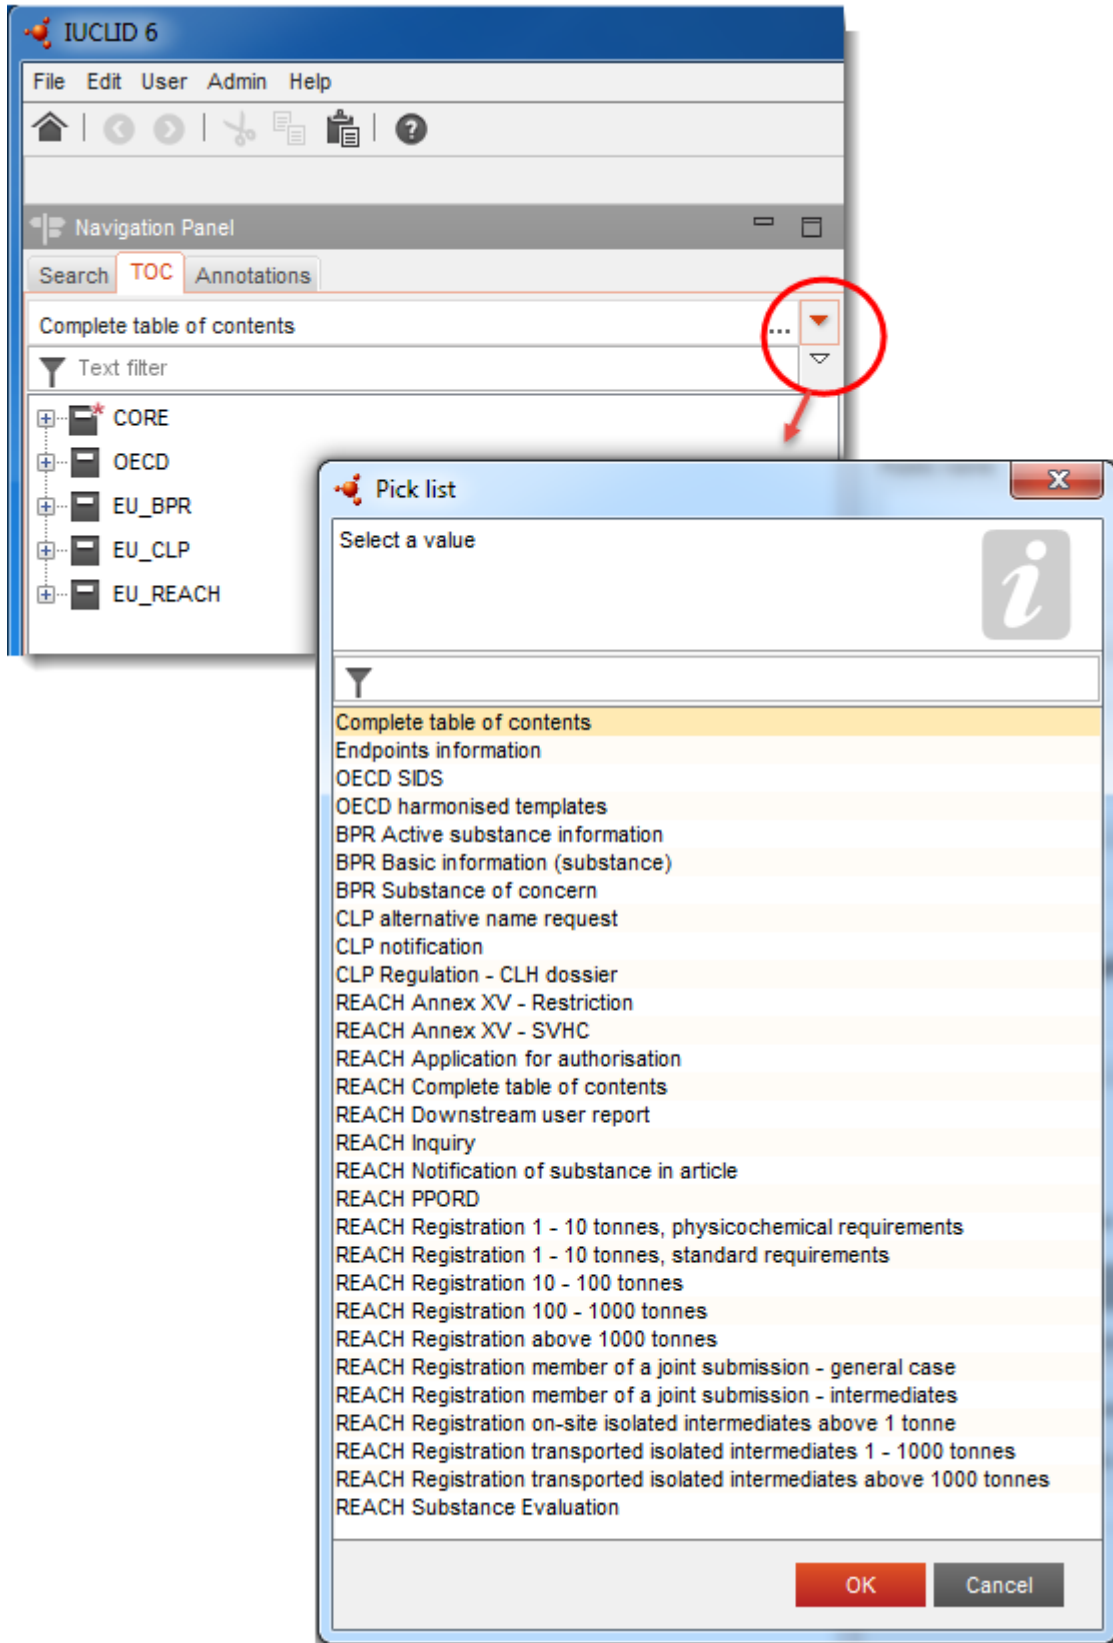 IUCLID 6
File Edit User Admin Help
Navigation Panel
Search TOC Annotations
Complete table of contents ...
Text filter
CORE
OECD
EU_BPR
EU_CLP
EU_REACH
Pick list
Select a value
Complete table of contents
Endpoints information
OECD SIDS
OECD harmonised templates
BPR Active substance information
BPR Basic information (substance)
BPR Substance of concern
CLP alternative name request
CLP notification
CLP Regulation - CLH dossier
REACH Annex XV - Restriction
REACH Annex XV - SVHC
REACH Application for authorisation
REACH Complete table of contents
REACH Downstream user report
REACH Inquiry
REACH Notification of substance in article
REACH PPORD
REACH Registration 1 - 10 tonnes, physicochemical requirements
REACH Registration 1 - 10 tonnes, standard requirements
REACH Registration 10 - 100 tonnes
REACH Registration 100 - 1000 tonnes
REACH Registration above 1000 tonnes
REACH Registration member of a joint submission - general case
REACH Registration member of a joint submission - intermediates
REACH Registration on-site isolated intermediates above 1 tonne
REACH Registration transported isolated intermediates 1 - 1000 tonnes
REACH Registration transported isolated intermediates above 1000 tonnes
REACH Substance Evaluation
OK Cancel